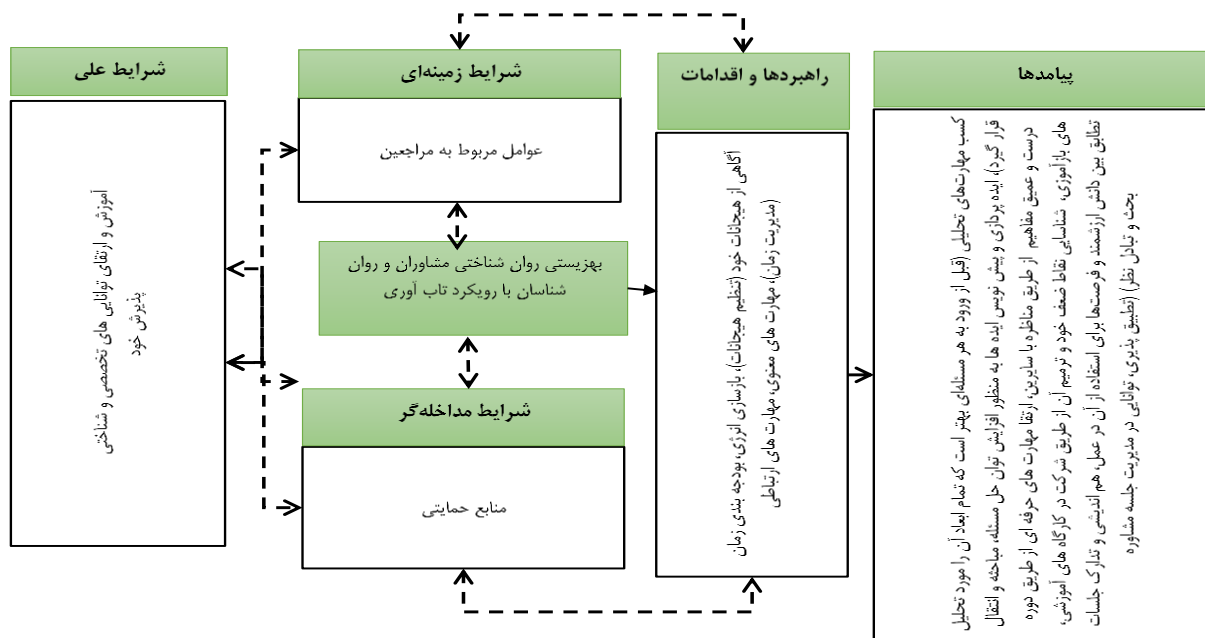 شرایط علی
آموزش و ارتقای توانایی های تخصصی و شناختی
پذیرش خود
شرایط زمینه‌ای
عوامل مربوط به مراجعین
بهزیستی روان شناختی مشاوران و روان
شناسان با رویکرد تاب آوری
شرایط مداخله‌گر
منابع حمایتی
راهبردها و اقدامات
آگاهی از هیجانات خود (تنظیم هیجانات)، بازسازی انرژی، بودجه بندی زمان
(مدیریت زمان)، مهارت های معنوی، مهارت های ارتباطی
پیامدها
کسب مهارت‌های تحلیلی (قبل از ورود به هر مسئله‌ای بهتر است که تمام ابعاد آن را مورد تحلیل
قرار گیرد)، ایده پردازی و پیش نویس ایده ها به منظور افزایش توان حل مسئله، مباحثه و انتقال
درست و عمیق مفاهیم از طریق مناظره با سایرین، ارتقا مهارت های حرفه ای از طریق دوره
های بازآموزی، شناسایی نقاط ضعف خود و ترمیم آن از طریق شرکت در کارگاه های آموزشی،
تطابق بین دانش ارزشمند و فرصت‌ها برای استفاده از آن در عمل، هم اندیشی و تدارک جلسات
بحث و تبادل نظر) (تطبیق پذیری، توانایی در مدیریت جلسه مشاوره